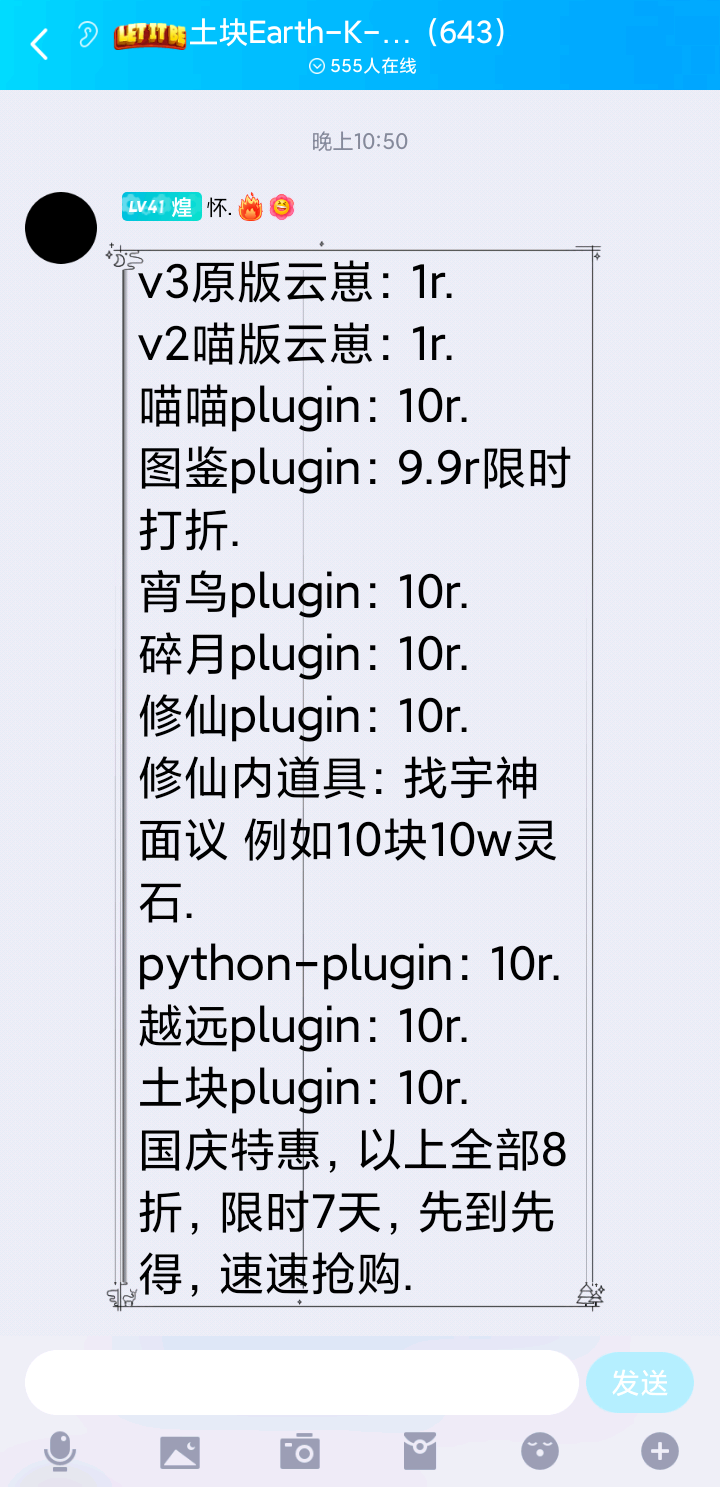 LET IT BE 土块Earth-K-...（643）
555人在线
晚上10:50
LV41 煌 怀.
v3原版云崽：1r.
v2喵版云崽：1r.
喵喵plugin：10r.
图鉴plugin：9.9r限时
打折.
宵鸟plugin：10r.
碎月plugin：10r.
修仙plugin：10r.
修仙内道具：找宇神
面议 例如10块10w灵
石.
python-plugin：10r.
越远plugin：10r.
土块plugin：10r.
国庆特惠，以上全部8
折，限时7天，先到先
得，速速抢购.
发送